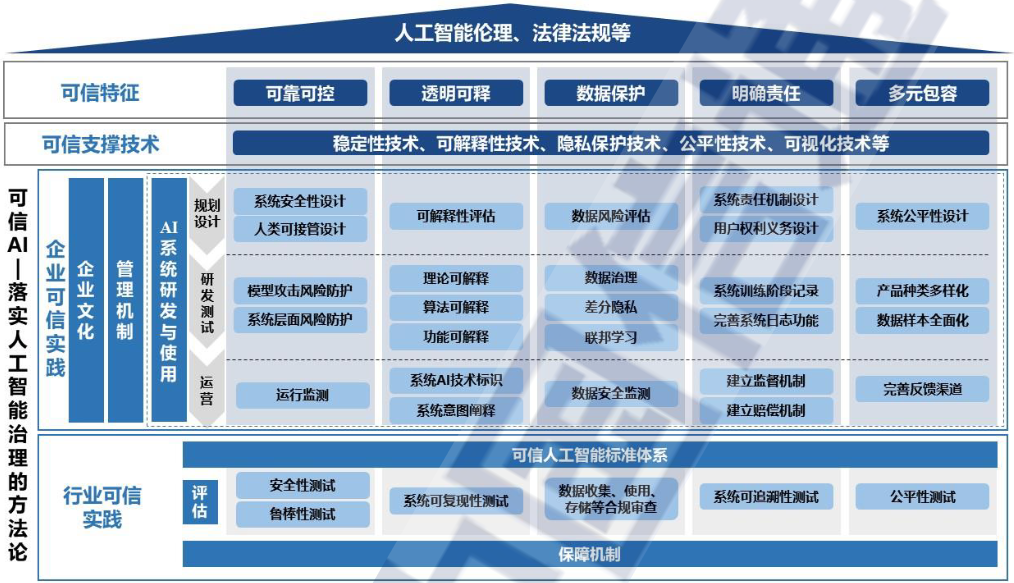 人工智能伦理、法律法规等
可信特征
可靠可控
透明可释
数据保护
明确责任
多元包容
可信支撑技术
稳定性技术、可解释性技术、隐私保护技术、公平性技术、可视化技术等
可信AI—落实人工智能治理的方法论
企业可信实践
企业文化
管理机制
AI系统研发与使用
规划
设计
系统安全性设计
人类可接管设计
可解释性评估
数据风险评估
系统责任机制设计
用户权利义务设计
系统公平性设计
研发测试
模型攻击风险防护
系统层面风险防护
理论可解释
算法可解释
功能可解释
数据治理
差分隐私
联邦学习
系统训练阶段记录
完善系统日志功能
产品种类多样化
数据样本全面化
运营
运行监测
系统AI技术标识
系统意图阐释
数据安全监测
建立监督机制
建立赔偿机制
完善反馈渠道
行业可信
实践
可信人工智能标准体系
评估
安全性测试
鲁棒性测试
系统可复现性测试
数据收集、使用、
存储等合规审查
系统可追溯性测试
公平性测试
保障机制